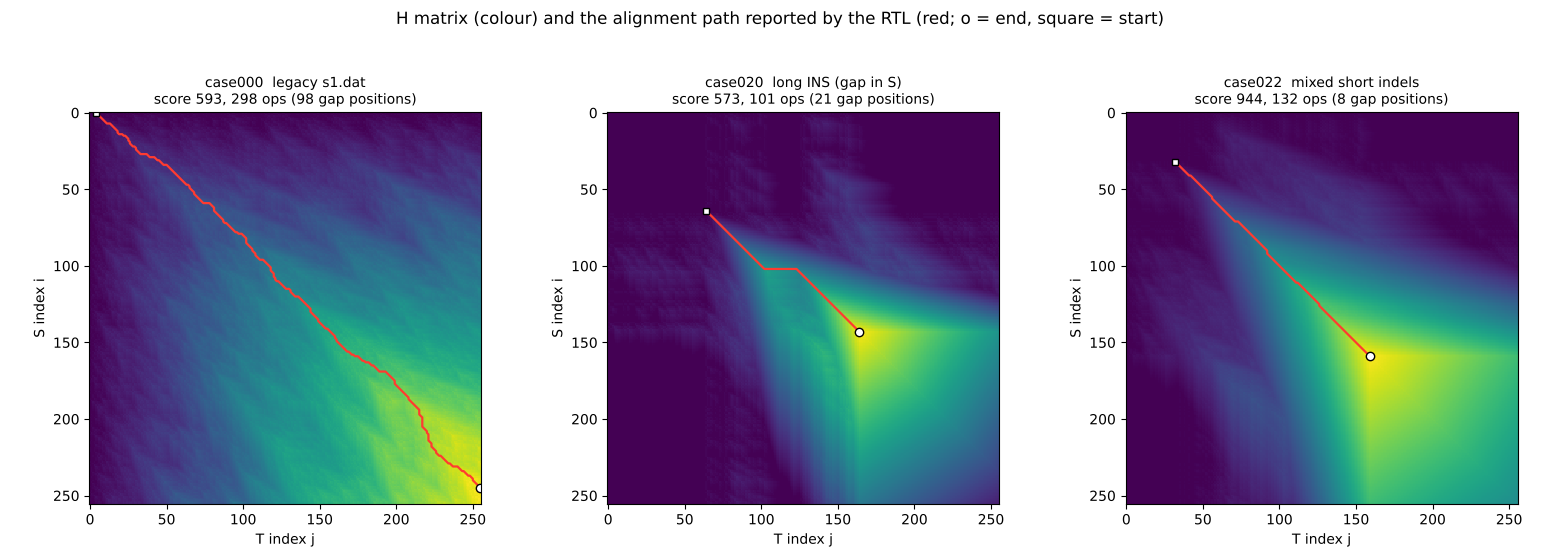 H matrix (colour) and the alignment path reported by the RTL (red; o = end, square = start)
case000  legacy s1.dat
score 593, 298 ops (98 gap positions)
0
50
100
150
200
250
S index i
0 50 100 150 200 250
T index j
case020  long INS (gap in S)
score 573, 101 ops (21 gap positions)
0
50
100
150
200
250
S index i
0 50 100 150 200 250
T index j
case022  mixed short indels
score 944, 132 ops (8 gap positions)
0
50
100
150
200
250
S index i
0 50 100 150 200 250
T index j